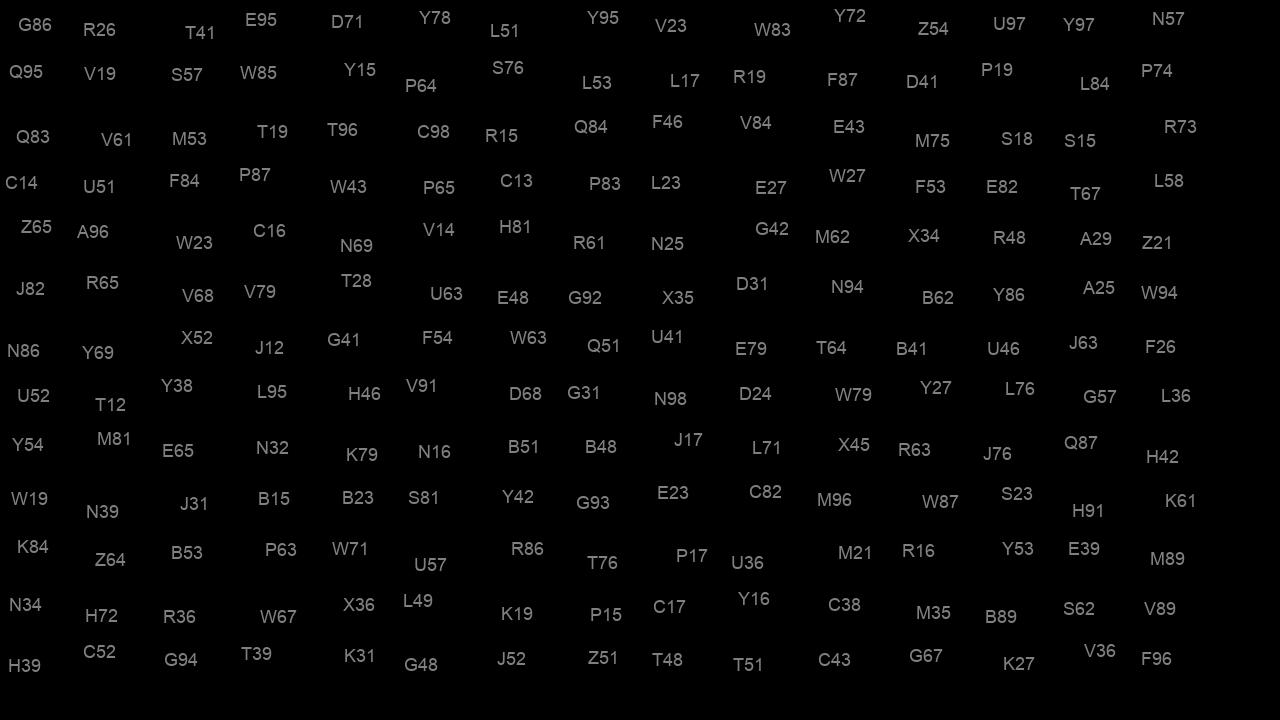 G86 R26 T41 E95 D71 Y78 L51 Y95 V23 W83 Y72 Z54 U97 Y97 N57
Q95 V19 S57 W85 Y15 P64 S76 L53 L17 R19 F87 D41 P19 L84 P74
Q83 V61 M53 T19 T96 C98 R15 Q84 F46 V84 E43 M75 S18 S15 R73
C14 U51 F84 P87 W43 P65 C13 P83 L23 E27 W27 F53 E82 T67 L58
Z65 A96 W23 C16 N69 V14 H81 R61 N25 G42 M62 X34 R48 A29 Z21
J82 R65 V68 V79 T28 U63 E48 G92 X35 D31 N94 B62 Y86 A25 W94
N86 Y69 X52 J12 G41 F54 W63 Q51 U41 E79 T64 B41 U46 J63 F26
U52 T12 Y38 L95 H46 V91 D68 G31 N98 D24 W79 Y27 L76 G57 L36
Y54 M81 E65 N32 K79 N16 B51 B48 J17 L71 X45 R63 J76 Q87 H42
W19 N39 J31 B15 B23 S81 Y42 G93 E23 C82 M96 W87 S23 H91 K61
K84 Z64 B53 P63 W71 U57 R86 T76 P17 U36 M21 R16 Y53 E39 M89
N34 H72 R36 W67 X36 L49 K19 P15 C17 Y16 C38 M35 B89 S62 V89
H39 C52 G94 T39 K31 G48 J52 Z51 T48 T51 C43 G67 K27 V36 F96